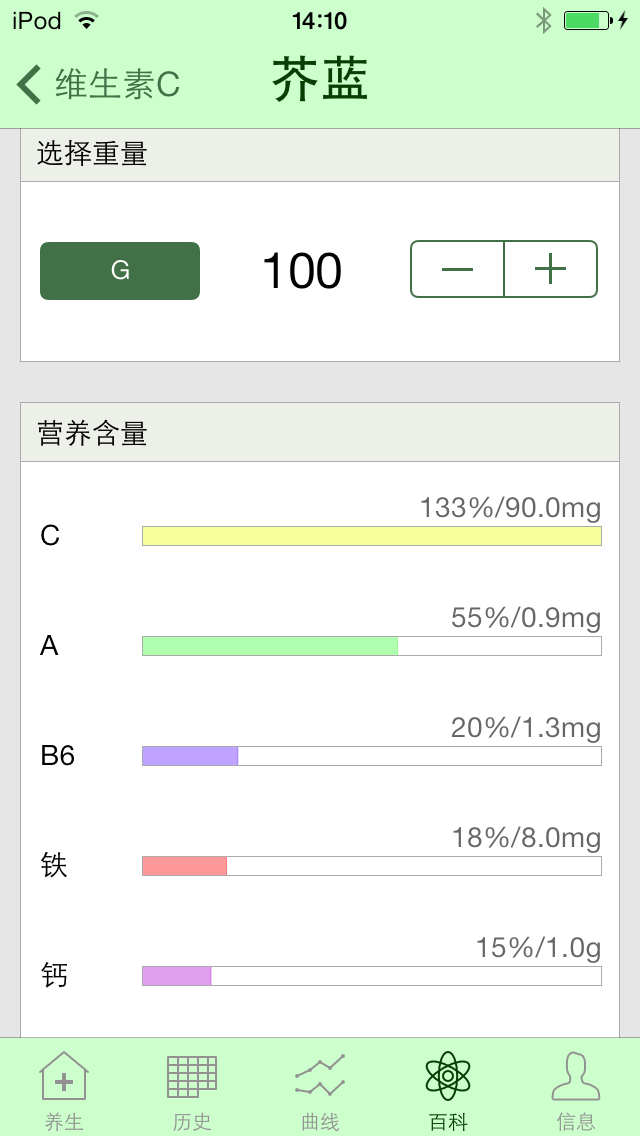 iPod 14:10
维生素C 芥蓝
选择重量
G 100
营养含量
133%/90.0mg
C
55%/0.9mg
A
20%/1.3mg
B6
18%/8.0mg
铁
15%/1.0g
钙
养生 历史 曲线 百科 信息